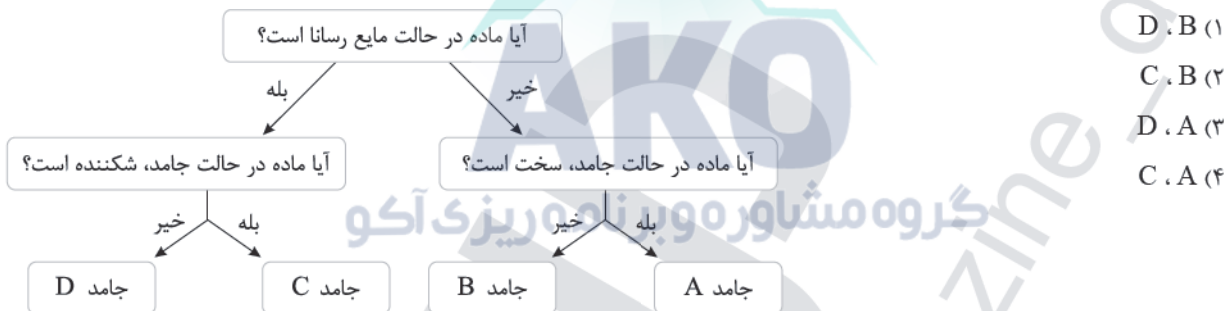 آیا ماده در حالت مایع رسانا است؟
بله
خیر
آیا ماده در حالت جامد، سخت است؟
آیا ماده در حالت جامد، شکننده است؟
بله
خیر
بله
خیر
جامد A
جامد B
جامد C
جامد D
۱) B ، D
۲) B ، C
۳) A ، D
۴) A ، C
AKO
گروه مشاوره و برنامه ریزی آکو
zine